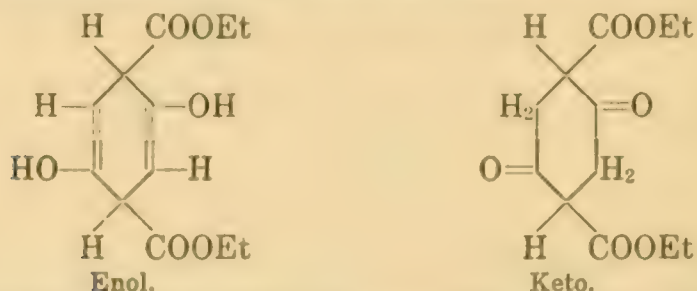 H COOEt
H OH
HO H
H COOEt
Enol.
H COOEt
H₂ O
O H₂
H COOEt
Keto.